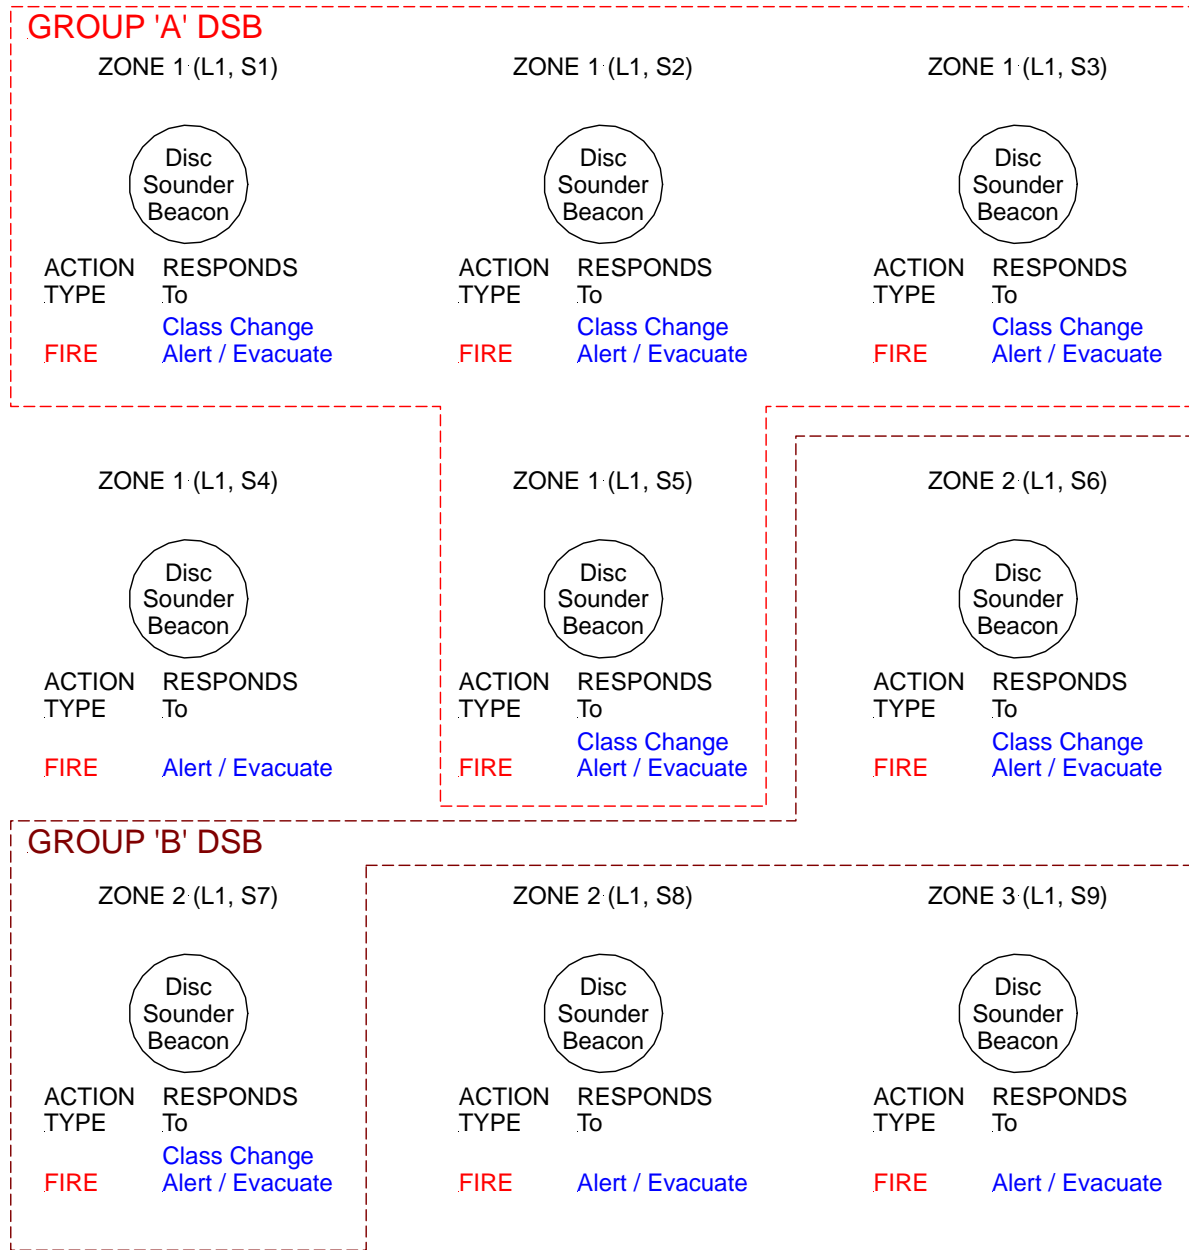 GROUP 'A' DSB
ZONE 1 (L1, S1)
Disc
Sounder
Beacon
ACTION RESPONDS
TYPE To
Class Change
FIRE Alert / Evacuate
ZONE 1 (L1, S2)
Disc
Sounder
Beacon
ACTION RESPONDS
TYPE To
Class Change
FIRE Alert / Evacuate
ZONE 1 (L1, S3)
Disc
Sounder
Beacon
ACTION RESPONDS
TYPE To
Class Change
FIRE Alert / Evacuate
ZONE 1 (L1, S4)
Disc
Sounder
Beacon
ACTION RESPONDS
TYPE To
FIRE Alert / Evacuate
ZONE 1 (L1, S5)
Disc
Sounder
Beacon
ACTION RESPONDS
TYPE To
Class Change
FIRE Alert / Evacuate
ZONE 2 (L1, S6)
Disc
Sounder
Beacon
ACTION RESPONDS
TYPE To
Class Change
FIRE Alert / Evacuate
GROUP 'B' DSB
ZONE 2 (L1, S7)
Disc
Sounder
Beacon
ACTION RESPONDS
TYPE To
Class Change
FIRE Alert / Evacuate
ZONE 2 (L1, S8)
Disc
Sounder
Beacon
ACTION RESPONDS
TYPE To
FIRE Alert / Evacuate
ZONE 3 (L1, S9)
Disc
Sounder
Beacon
ACTION RESPONDS
TYPE To
FIRE Alert / Evacuate